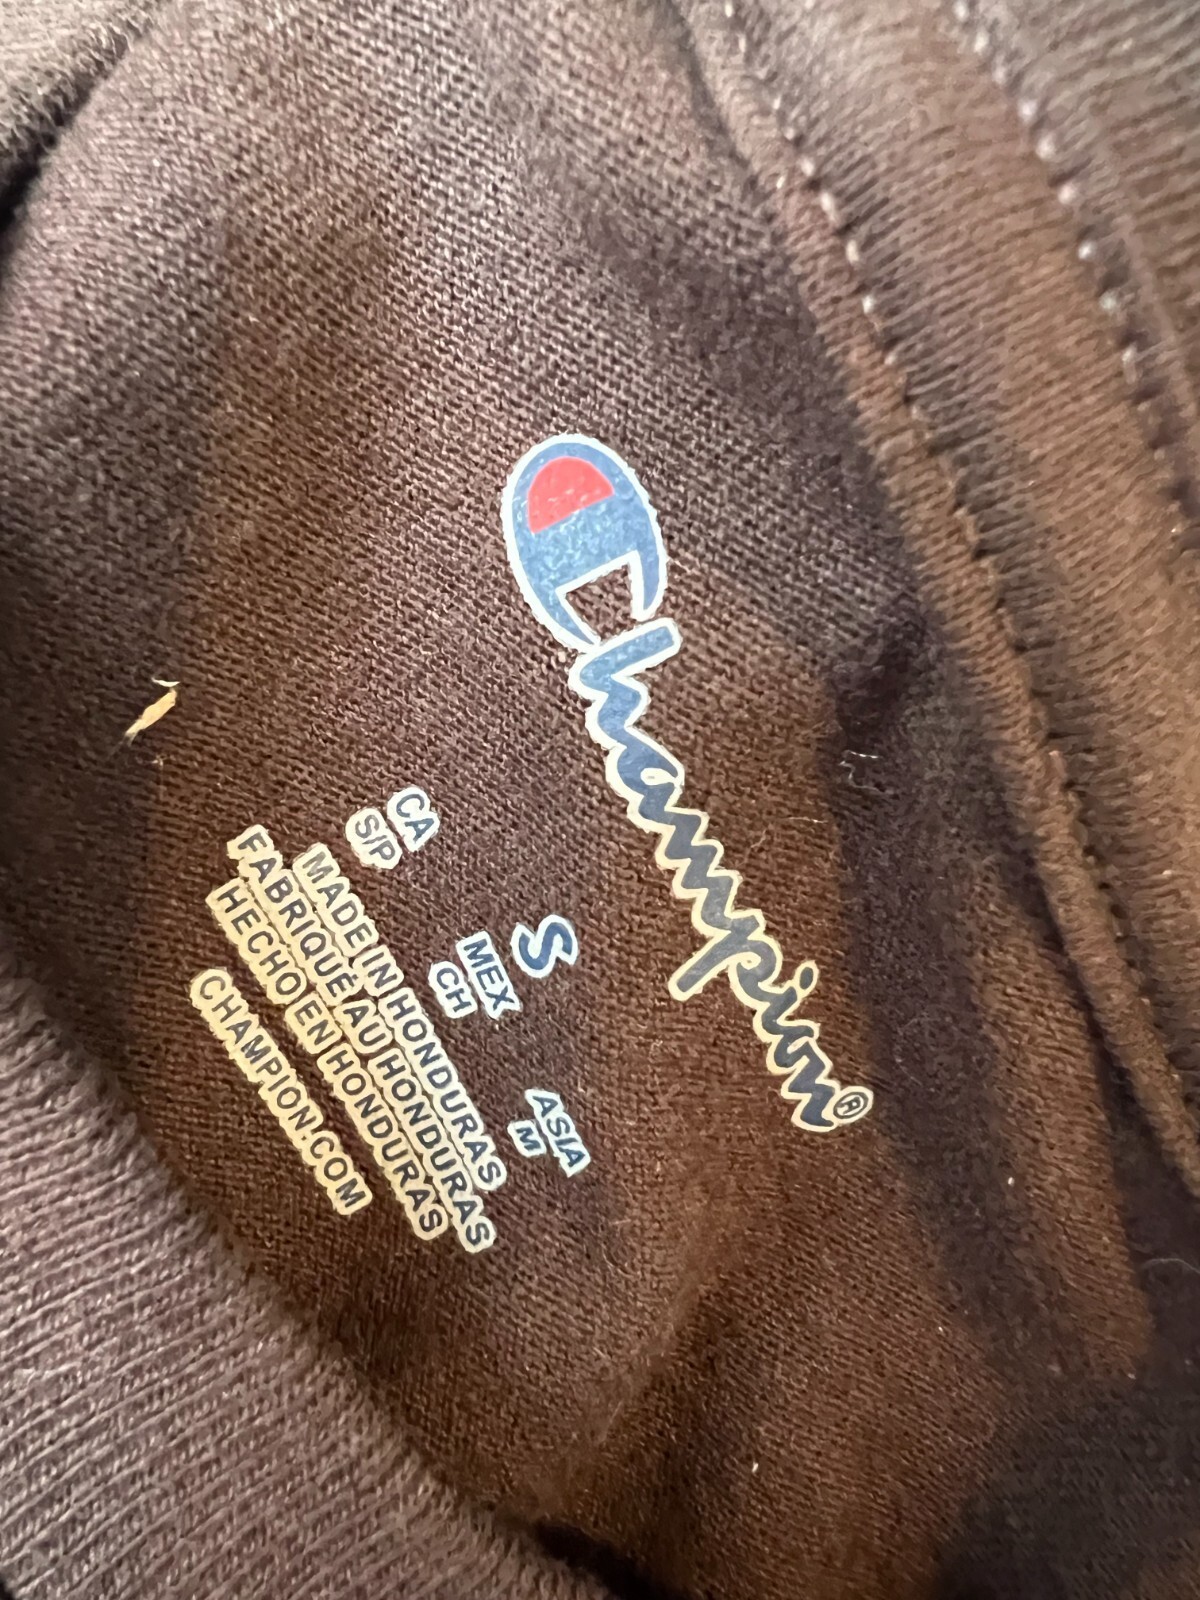 Champion®
S
CA MEX ASIA
S/P CH M
MADE IN HONDURAS
FABRIQUÉ AU HONDURAS
HECHO EN HONDURAS
CHAMPION.COM